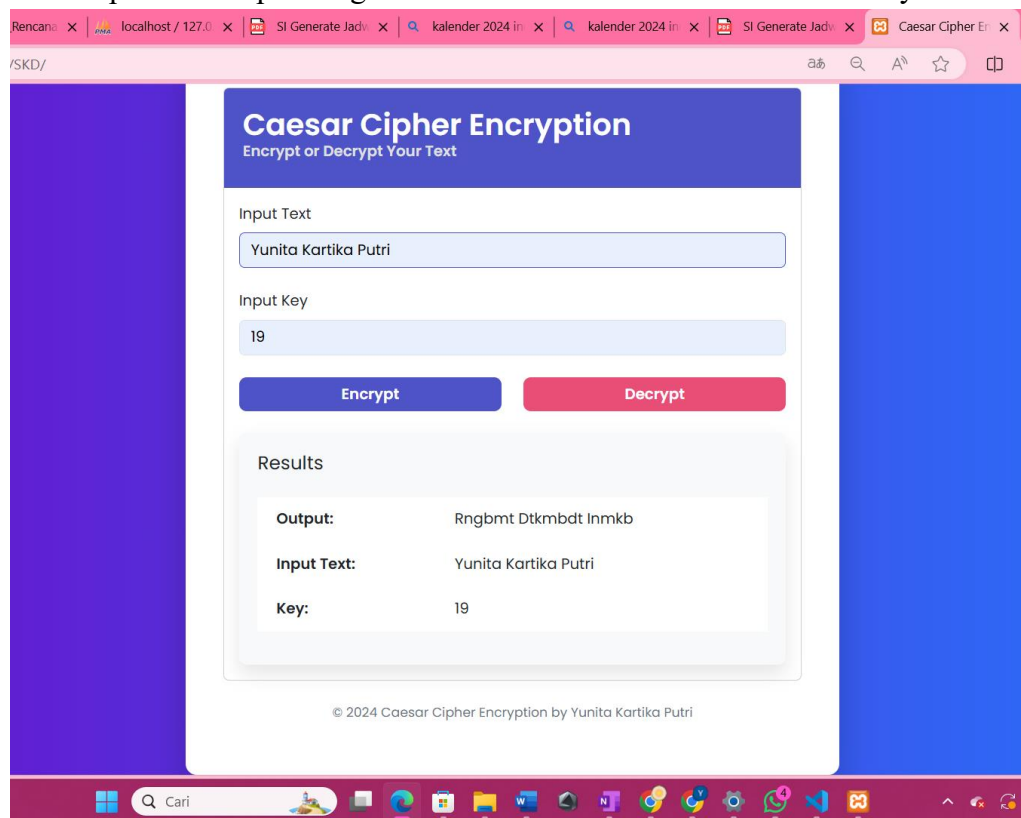 Rencana
localhost / 127.0
SI Generate Jadw
kalender 2024 in
kalender 2024 in
SI Generate Jadw
Caesar Cipher En
/SKD/
Caesar Cipher Encryption
Encrypt or Decrypt Your Text
Input Text
Yunita Kartika Putri
Input Key
19
Encrypt
Decrypt
Results
Output: Rngbmt Dtkmbdt Inmkb
Input Text: Yunita Kartika Putri
Key: 19
© 2024 Caesar Cipher Encryption by Yunita Kartika Putri
Cari
4